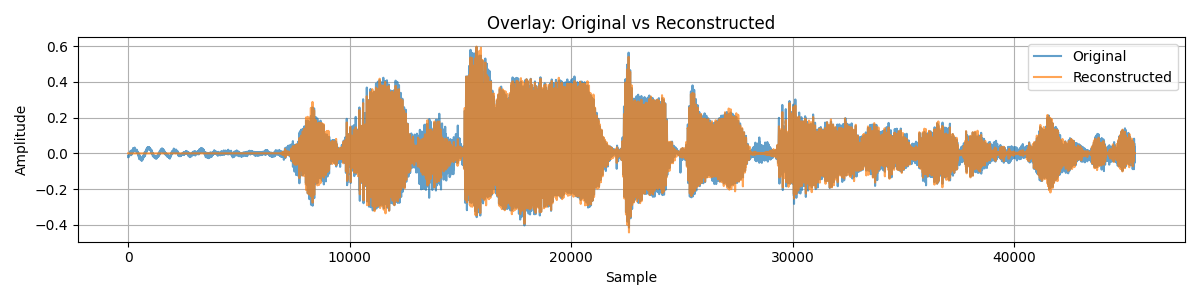 Overlay: Original vs Reconstructed
Original
Reconstructed
Amplitude
0.6
0.4
0.2
0.0
−0.2
−0.4
0
10000
20000
30000
40000
Sample